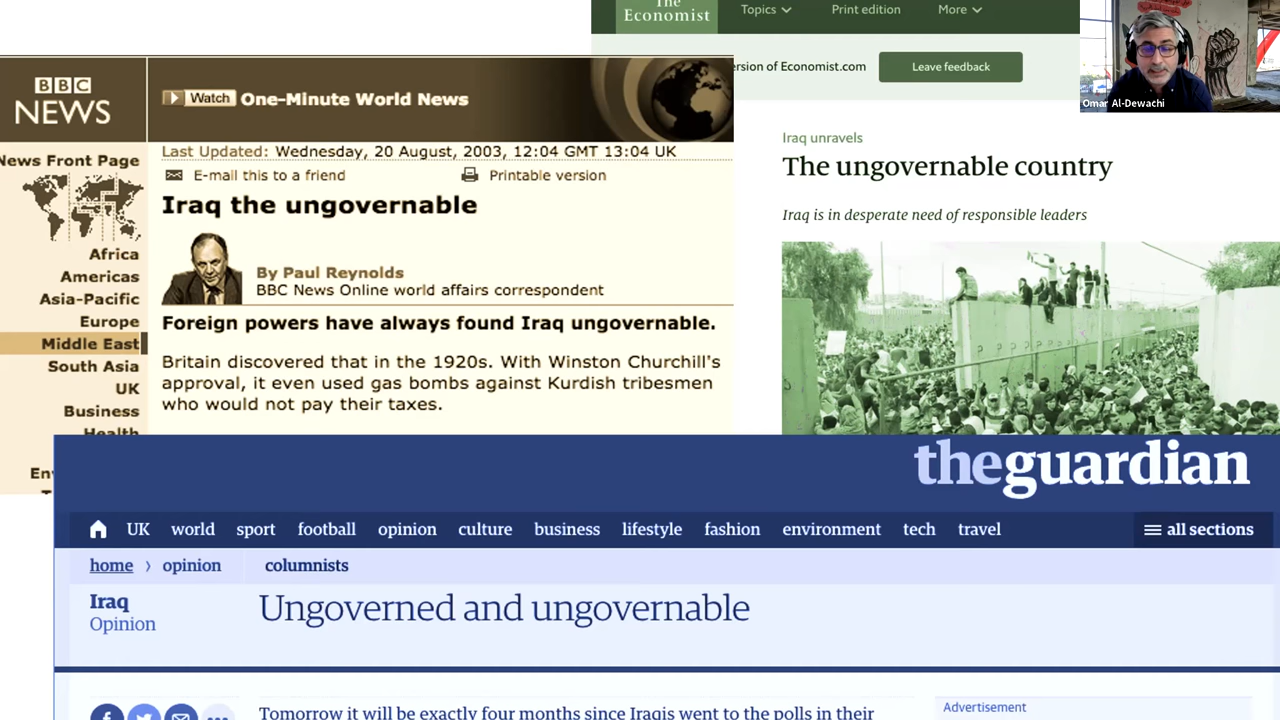 The
Economist
Topics
Print edition
More
ersion of Economist.com
Leave feedback
Omar Al-Dewachi
BBC
NEWS
Watch One-Minute World News
News Front Page
Africa
Americas
Asia-Pacific
Europe
Middle East
South Asia
UK
Business
Health
Last Updated: Wednesday, 20 August, 2003, 12:04 GMT 13:04 UK
E-mail this to a friend
Printable version
Iraq the ungovernable
By Paul Reynolds
BBC News Online world affairs correspondent
Foreign powers have always found Iraq ungovernable.
Britain discovered that in the 1920s. With Winston Churchill's
approval, it even used gas bombs against Kurdish tribesmen
who would not pay their taxes.
Iraq unravels
The ungovernable country
Iraq is in desperate need of responsible leaders
theguardian
UK world sport football opinion culture business lifestyle fashion environment tech travel
all sections
home › opinion columnists
Iraq
Opinion
Ungoverned and ungovernable
Tomorrow it will be exactly four months since Iraqis went to the polls in their
Advertisement